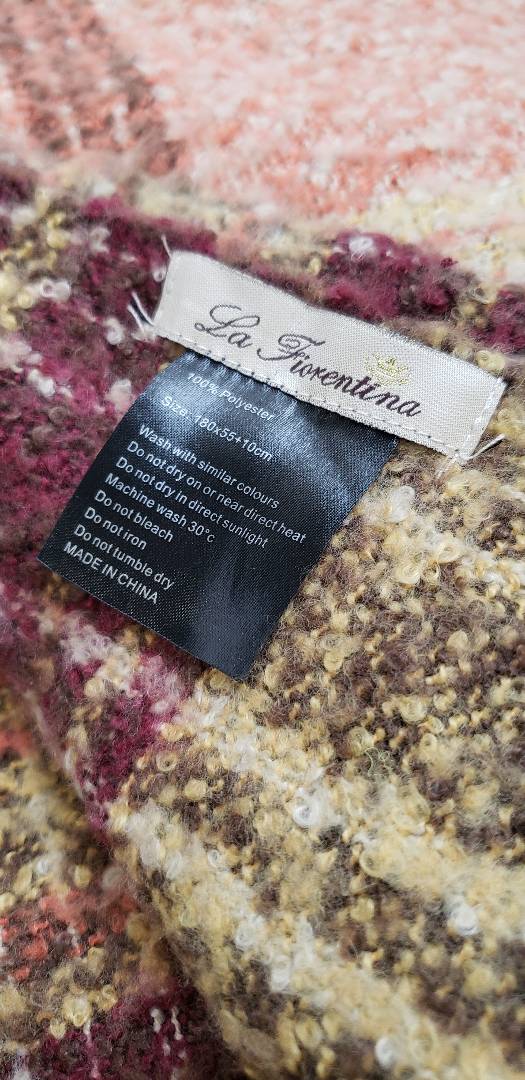 La Fiorentina
100% Polyester
Size: 180x55+10cm
Wash with similar colours
Do not dry on or near direct heat
Do not dry in direct sunlight
Machine wash 30°c
Do not bleach
Do not iron
Do not tumble dry
MADE IN CHINA